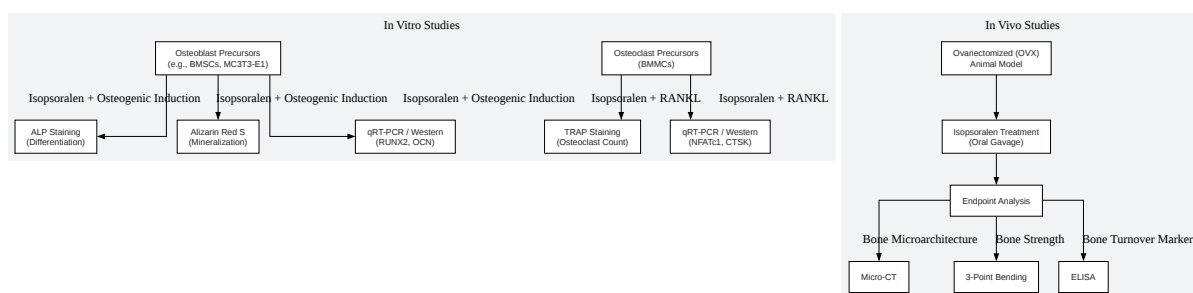 In Vitro Studies
Osteoblast Precursors
(e.g., BMSCs, MC3T3-E1)
Osteoclast Precursors
(BMMCs)
Isopsoralen + Osteogenic Induction
Isopsoralen + Osteogenic Induction
Isopsoralen + Osteogenic Induction
Isopsoralen + RANKL
Isopsoralen + RANKL
ALP Staining
(Differentiation)
Alizarin Red S
(Mineralization)
qRT-PCR / Western
(RUNX2, OCN)
TRAP Staining
(Osteoclast Count)
qRT-PCR / Western
(NFATc1, CTSK)
In Vivo Studies
Ovariectomized (OVX)
Animal Model
Isopsoralen Treatment
(Oral Gavage)
Endpoint Analysis
Bone Microarchitecture
Bone Strength
Bone Turnover Marker
Micro-CT
3-Point Bending
ELISA